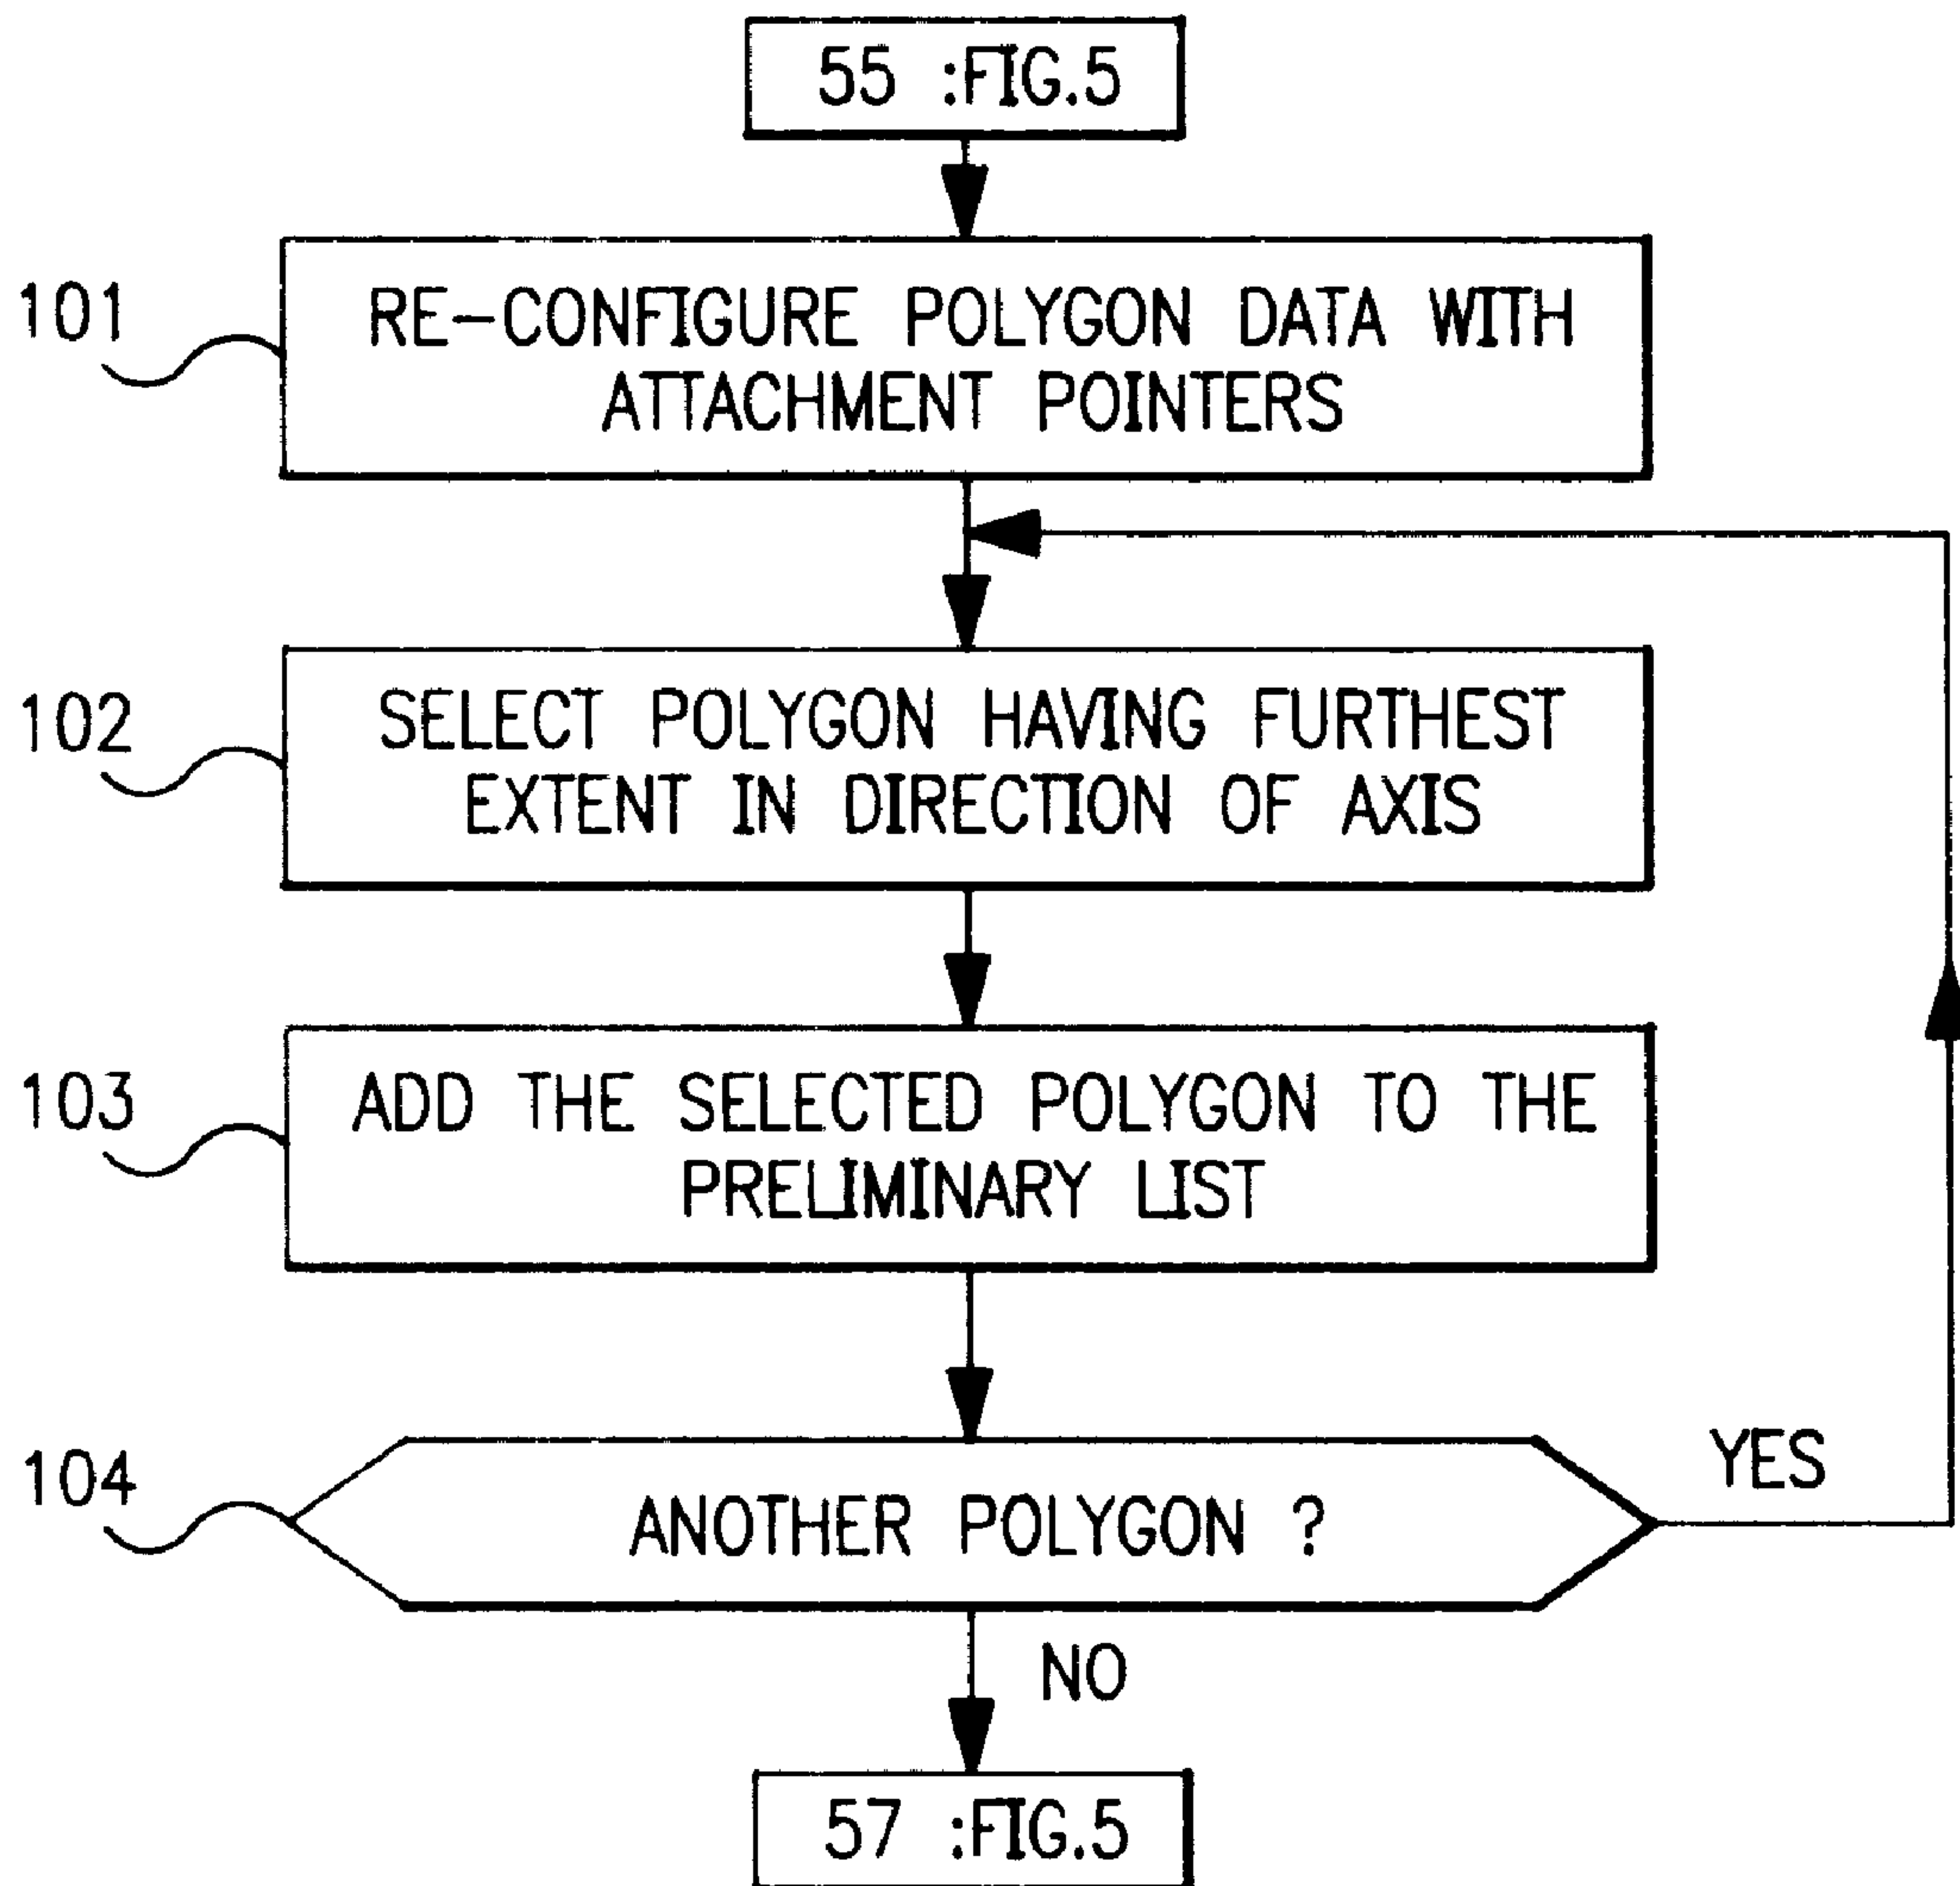 55 :FIG.5
101
RE-CONFIGURE POLYGON DATA WITH
ATTACHMENT POINTERS
102
SELECT POLYGON HAVING FURTHEST
EXTENT IN DIRECTION OF AXIS
103
ADD THE SELECTED POLYGON TO THE
PRELIMINARY LIST
104
ANOTHER POLYGON ?
YES
NO
57 :FIG.5